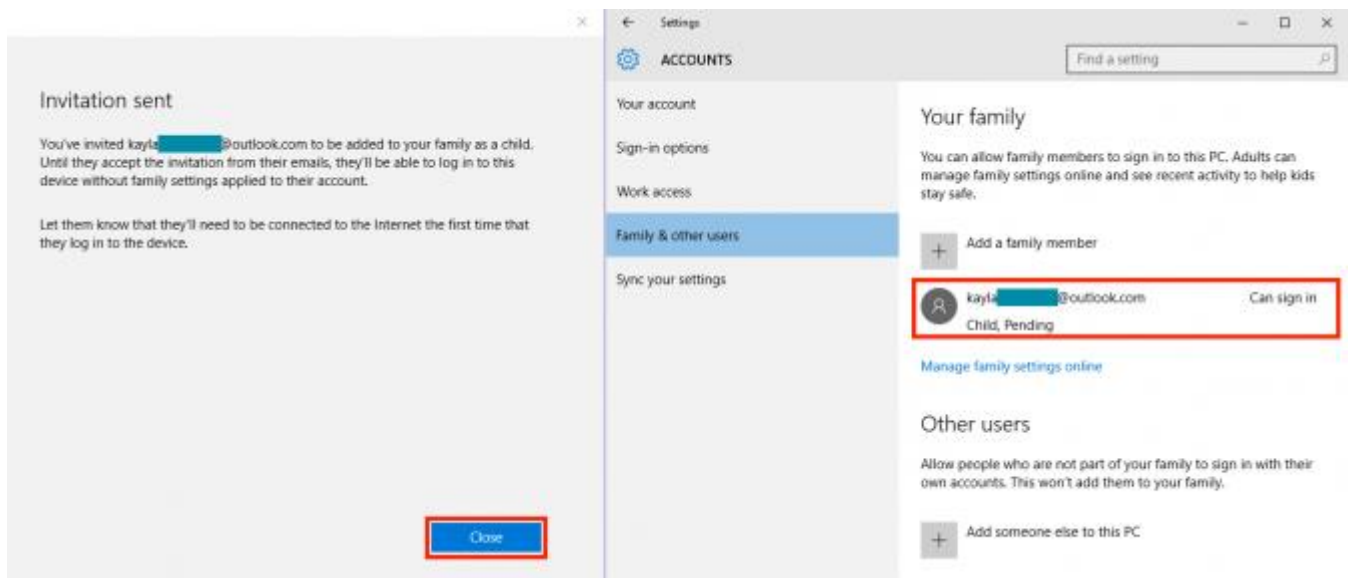 Invitation sent
You've invited kayla @outlook.com to be added to your family as a child.
Until they accept the invitation from their emails, they'll be able to log in to this
device without family settings applied to their account.
Let them know that they'll need to be connected to the Internet the first time that
they log in to the device.
Close
Settings
ACCOUNTS
Find a setting
Your account
Sign-in options
Work access
Family & other users
Sync your settings
Your family
You can allow family members to sign in to this PC. Adults can
manage family settings online and see recent activity to help kids
stay safe.
Add a family member
kayla @outlook.com Can sign in
Child, Pending
Manage family settings online
Other users
Allow people who are not part of your family to sign in with their
own accounts. This won't add them to your family.
Add someone else to this PC